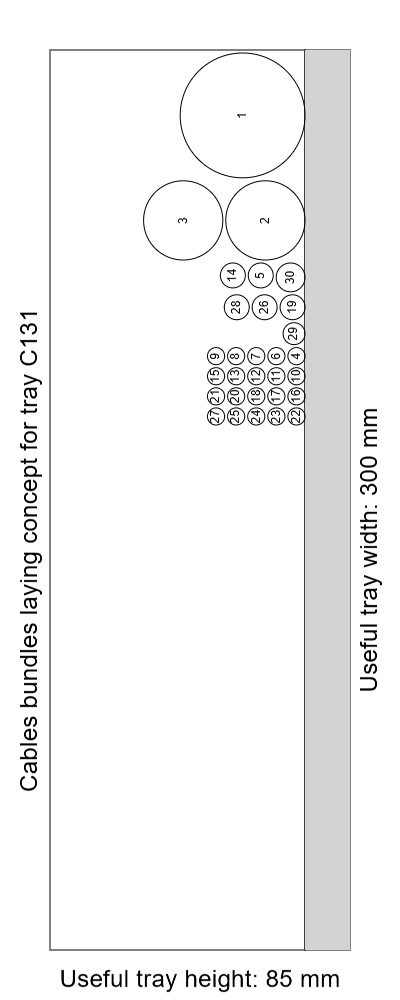 Cables bundles laying concept for tray C131
1
3 2
14 5 30
28 26 19
29
9 8 7 6 4
15 13 12 11 10
21 20 18 17 16
27 25 24 23 22
Useful tray width: 300 mm
Useful tray height: 85 mm